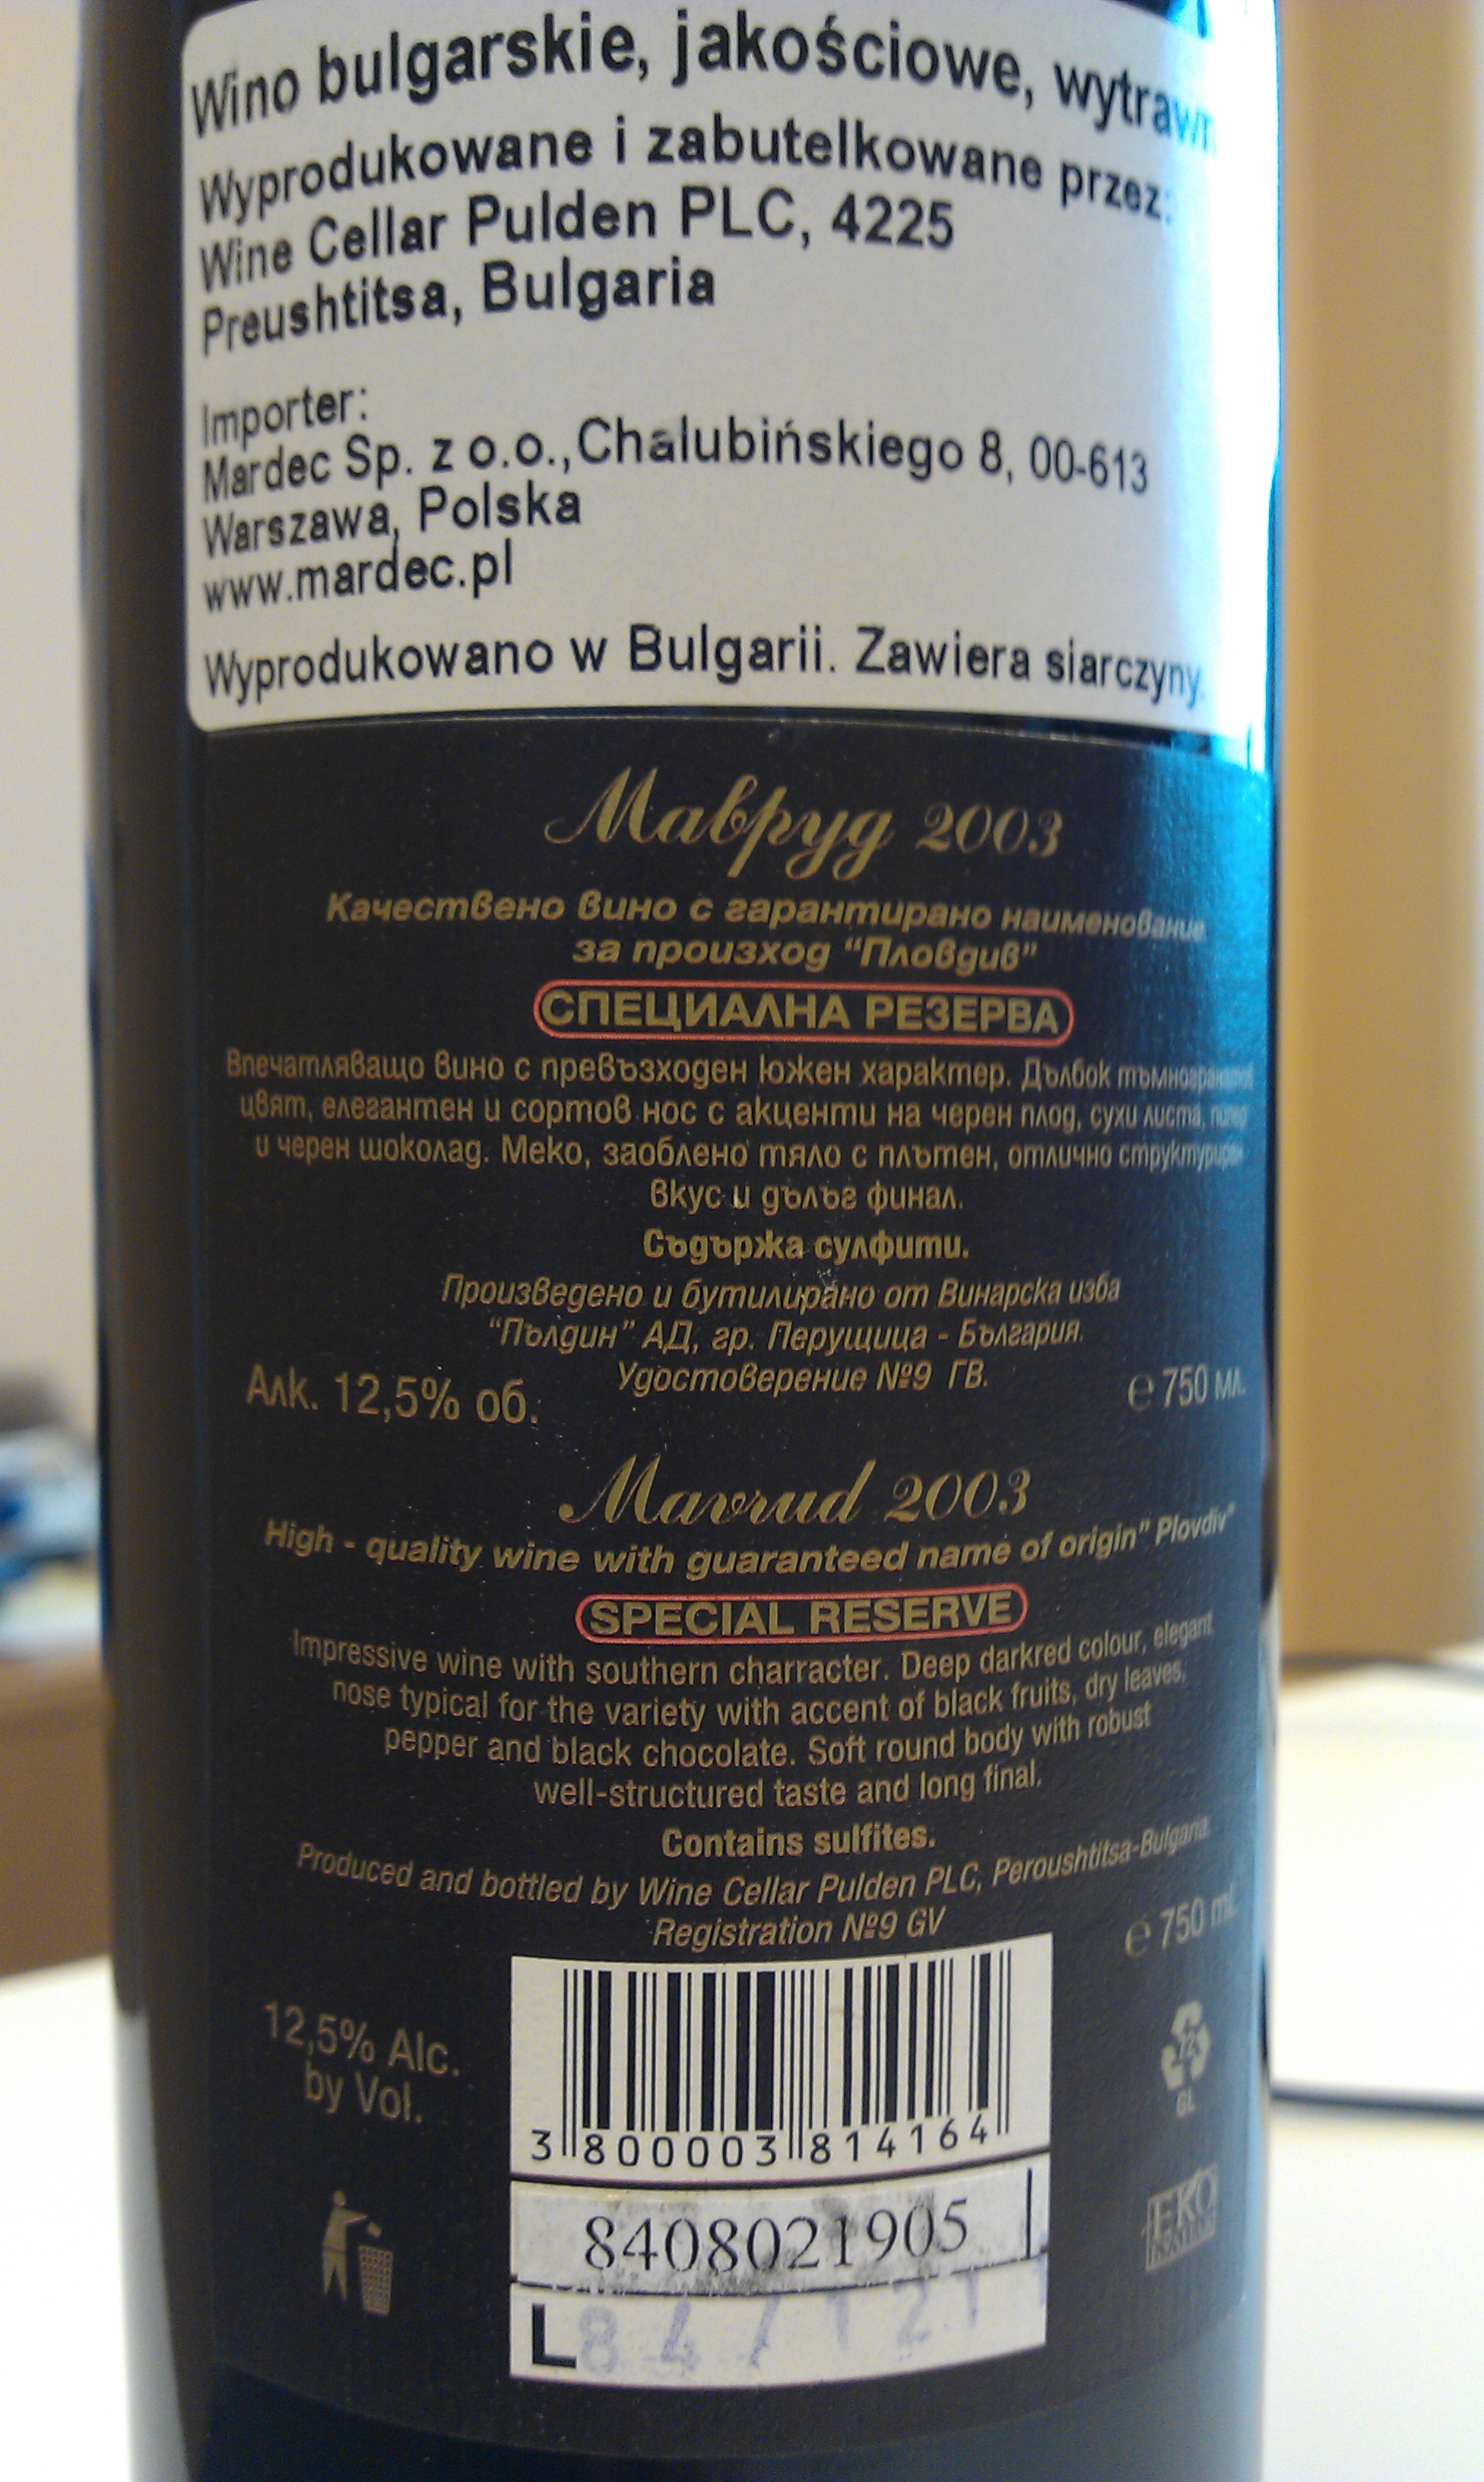 Wino bulgarskie, jakościowe,
Wyprodukowane i zabutelkowane przez:
Wine Cellar Pulden PLC, 4225
Preushtitsa, Bulgaria
Importer:
Mardec Sp. z o.o.,Chalubińskiego 8, 00-613
Warszawa, Polska
www.mardec.pl
Wyprodukowano w Bulgarii. Zawiera siarczyny.
Мавруд 2003
Качествено вино с гарантирано наименование
за произход "Пловдив"
СПЕЦИАЛНА РЕЗЕРВА
Впечатляващо вино с превъзходен южен характер. Дълбок
цвят, елегантен и сортов нос с акценти на черен плод, сухи листа,
и черен шоколад. Меко, заоблено тяло с плътен, отлично
вкус и дълъг финал.
Съдържа сулфити.
Произведено и бутилирано от Винарска изба
"Пълдин" АД, гр. Перущица - България.
Удостоверение №9 ГВ.
Алк. 12,5% об.
℮ 750 мл.
Mavrud 2003
High - quality wine with guaranteed name of origin" Plovdiv"
SPECIAL RESERVE
Impressive wine with southern charracter. Deep darkred colour, elegant
nose typical for the variety with accent of black fruits, dry leaves,
pepper and black chocolate. Soft round body with robust
well-structured taste and long final.
Contains sulfites.
Produced and bottled by Wine Cellar Pulden PLC, Peroushtitsa-Bulgaria.
Registration №9 GV
℮ 750 ml.
12,5% Alc.
by Vol.
3 800003 814164
GL
8408021905
L